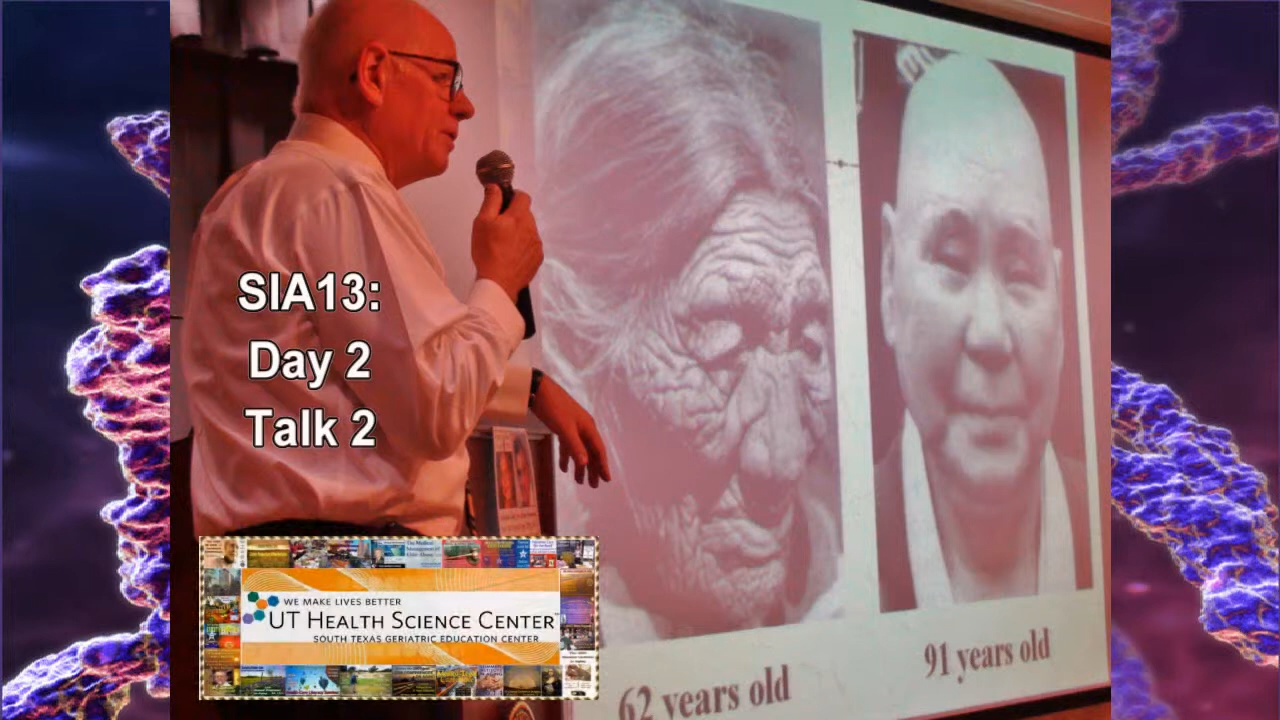 SIA13:
Day 2
Talk 2
WE MAKE LIVES BETTER
UT HEALTH SCIENCE CENTER
SOUTH TEXAS GERIATRIC EDUCATION CENTER
62 years old
91 years old